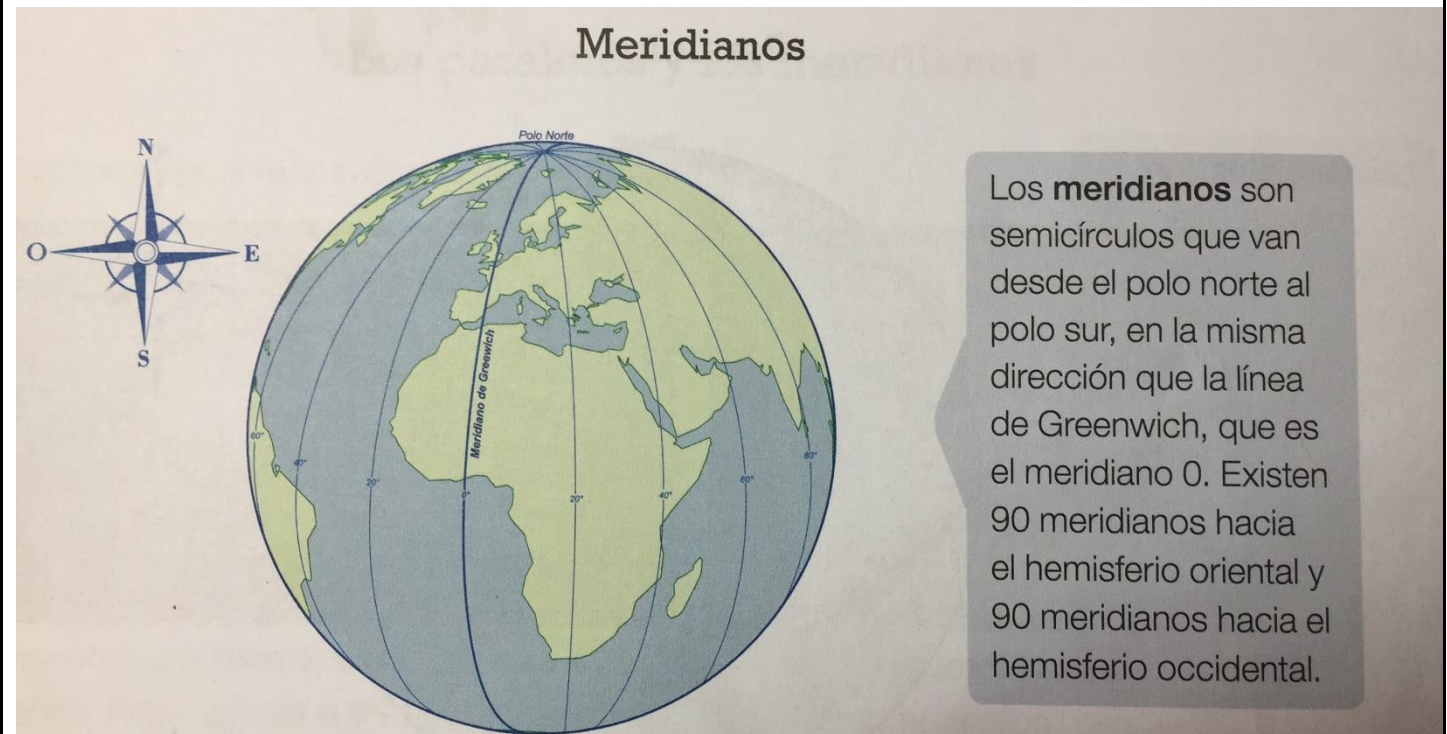 Meridianos
Polo Norte
N
O
E
S
Meridiano de Greewich
60°
40°
20°
0°
20°
40°
60°
80°
Los meridianos son
semicírculos que van
desde el polo norte al
polo sur, en la misma
dirección que la línea
de Greenwich, que es
el meridiano 0. Existen
90 meridianos hacia
el hemisferio oriental y
90 meridianos hacia el
hemisferio occidental.